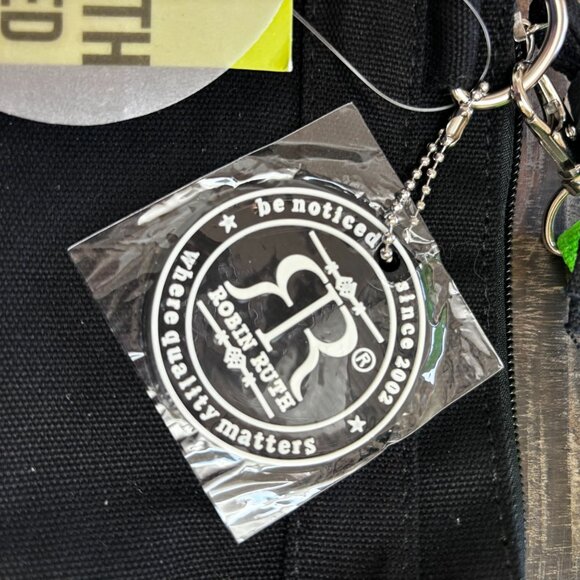 TH
ED
be noticed
since 2002
where quality matters
RR
ROBIN RUTH
®